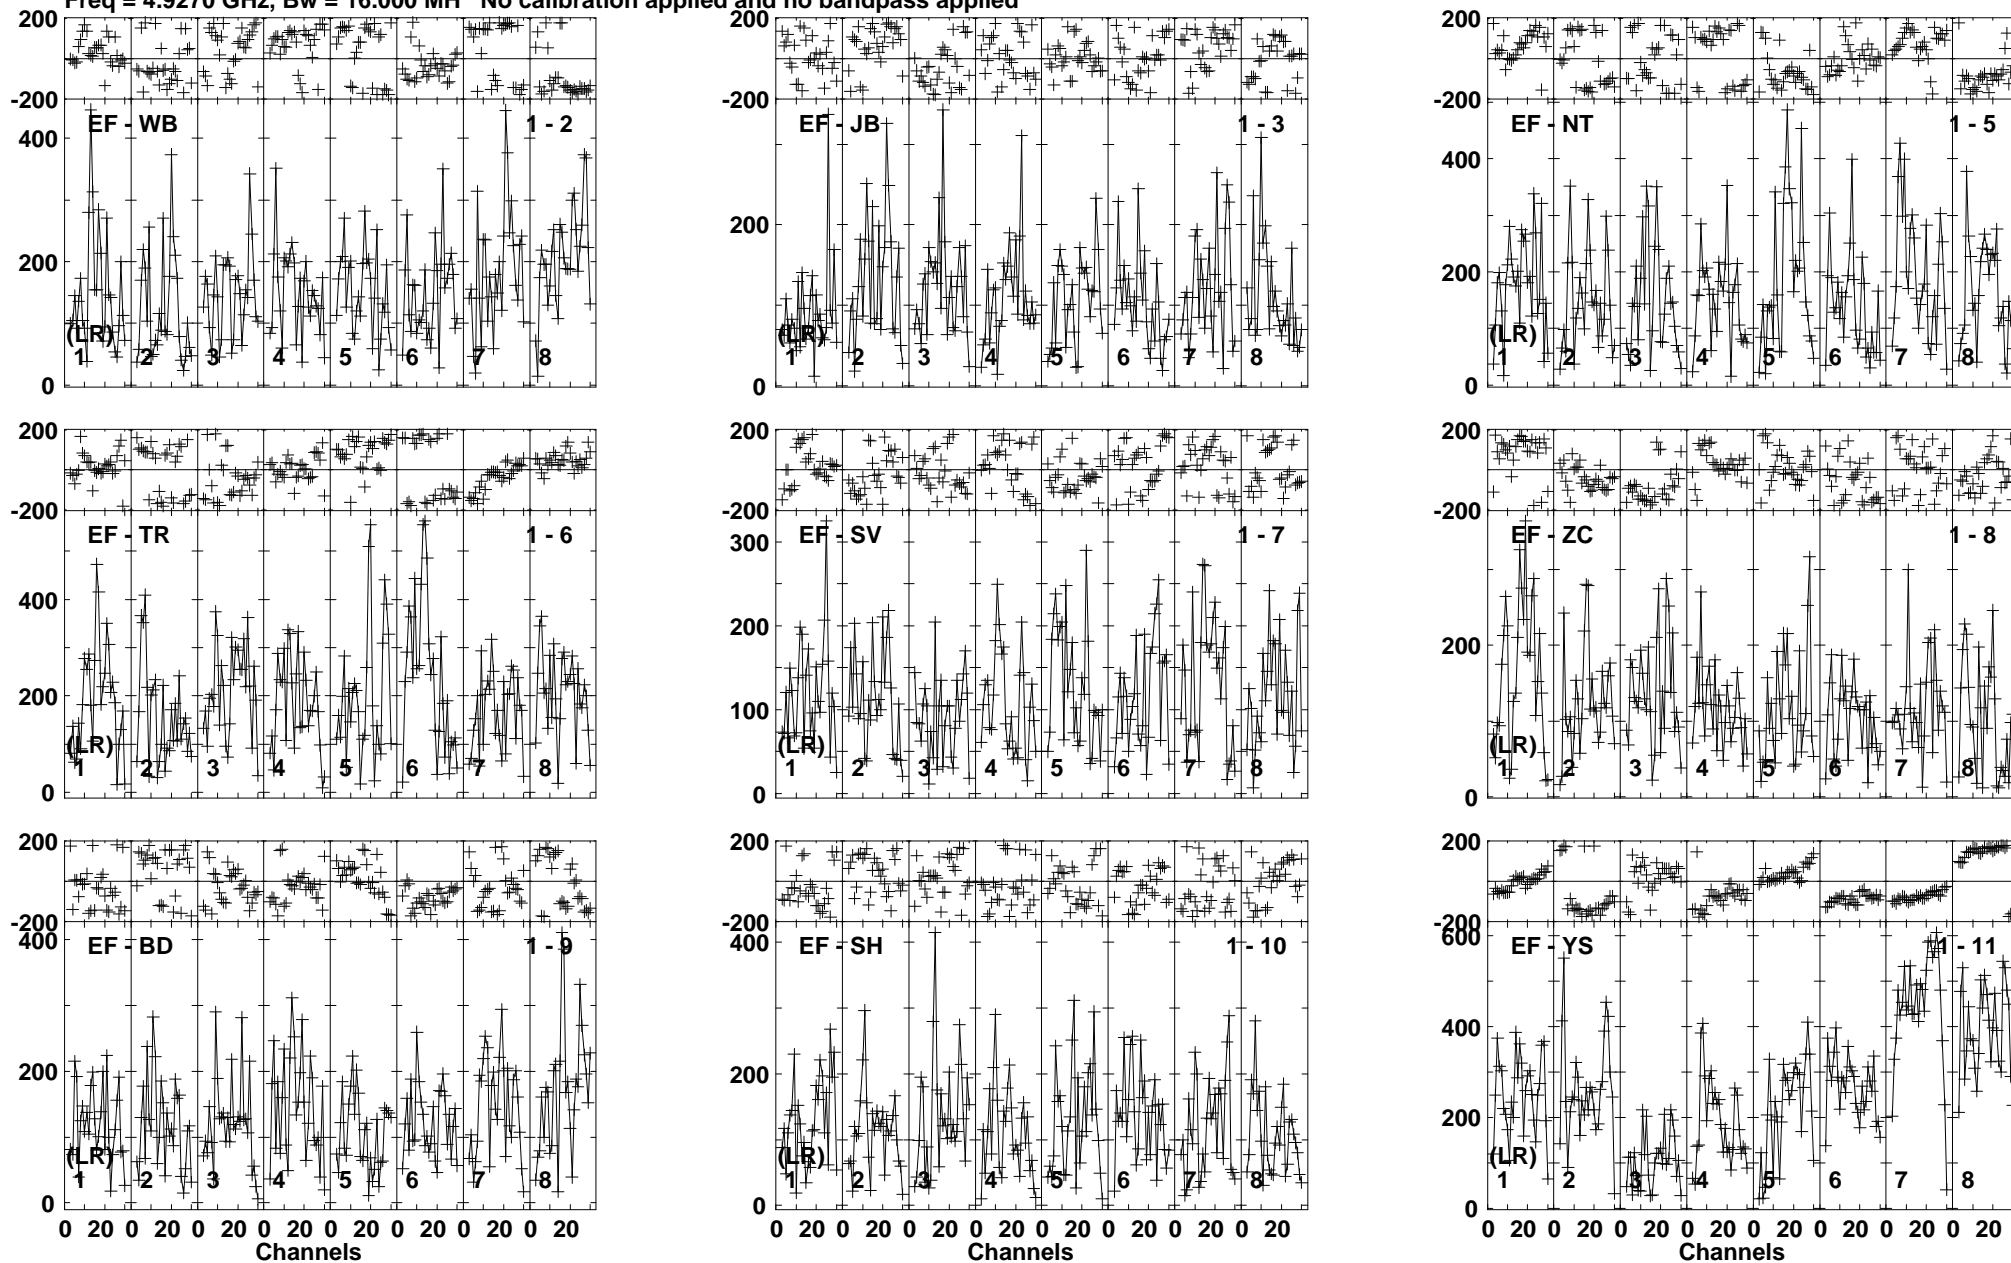 Freq = 4.9270 GHz, Bw = 16.000 MH No calibration applied and no bandpass applied
200
-200
EF - WB 1 - 2
400
200
(LR)
1 2 3 4 5 6 7 8
0
200
-200
EF - JB 1 - 3
200
(LR)
1 2 3 4 5 6 7 8
0
200
-200
EF - NT 1 - 5
400
200
(LR)
1 2 3 4 5 6 7 8
0
200
-200
EF - TR 1 - 6
400
200
(LR)
1 2 3 4 5 6 7 8
0
200
-200
EF - SV 1 - 7
300
200
100
(LR)
1 2 3 4 5 6 7 8
0
200
-200
EF - ZC 1 - 8
200
(LR)
1 2 3 4 5 6 7 8
0
200
-200
EF - BD 1 - 9
400
200
(LR)
1 2 3 4 5 6 7 8
0
0 20 0 20 0 20 0 20 0 20 0 20 0 20 0 20
Channels
200
-200
EF - SH 1 - 10
400
200
(LR)
1 2 3 4 5 6 7 8
0
0 20 0 20 0 20 0 20 0 20 0 20 0 20 0 20
Channels
200
-200
600
EF - YS 1 - 11
400
200
(LR)
1 2 3 4 5 6 7 8
0
0 20 0 20 0 20 0 20 0 20 0 20 0 20 0 20
Channels